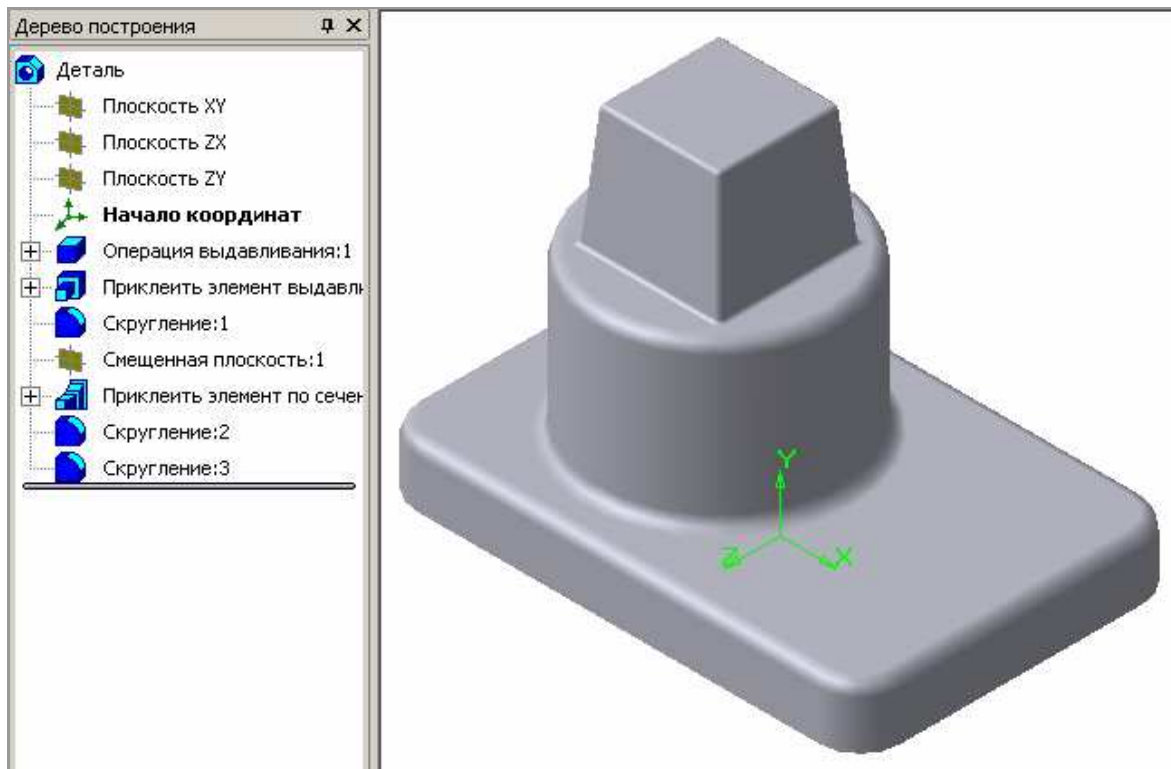 Дерево построения
Деталь
Плоскость XY
Плоскость ZX
Плоскость ZY
Начало координат
Операция выдавливания:1
Приклеить элемент выдавли
Скругление:1
Смещенная плоскость:1
Приклеить элемент по сечен
Скругление:2
Скругление:3
Y
Z
X